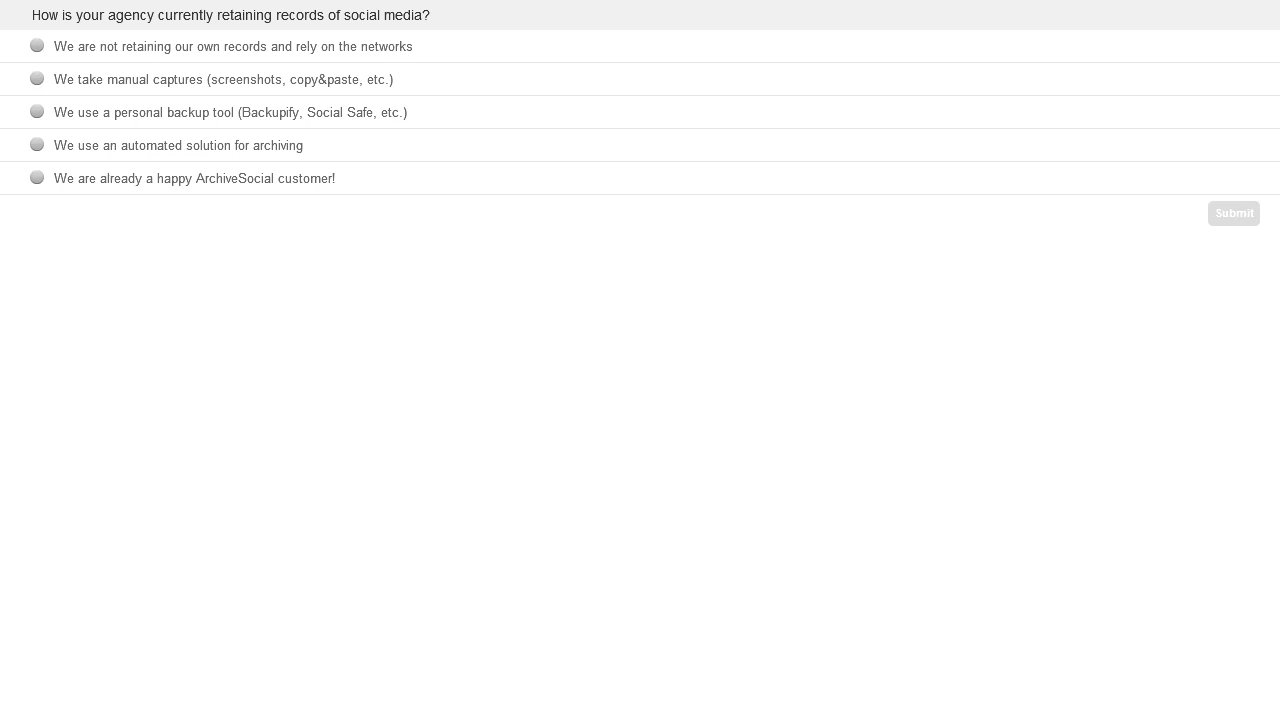 How is your agency currently retaining records of social media?
We are not retaining our own records and rely on the networks
We take manual captures (screenshots, copy&paste, etc.)
We use a personal backup tool (Backupify, Social Safe, etc.)
We use an automated solution for archiving
We are already a happy ArchiveSocial customer!
Submit